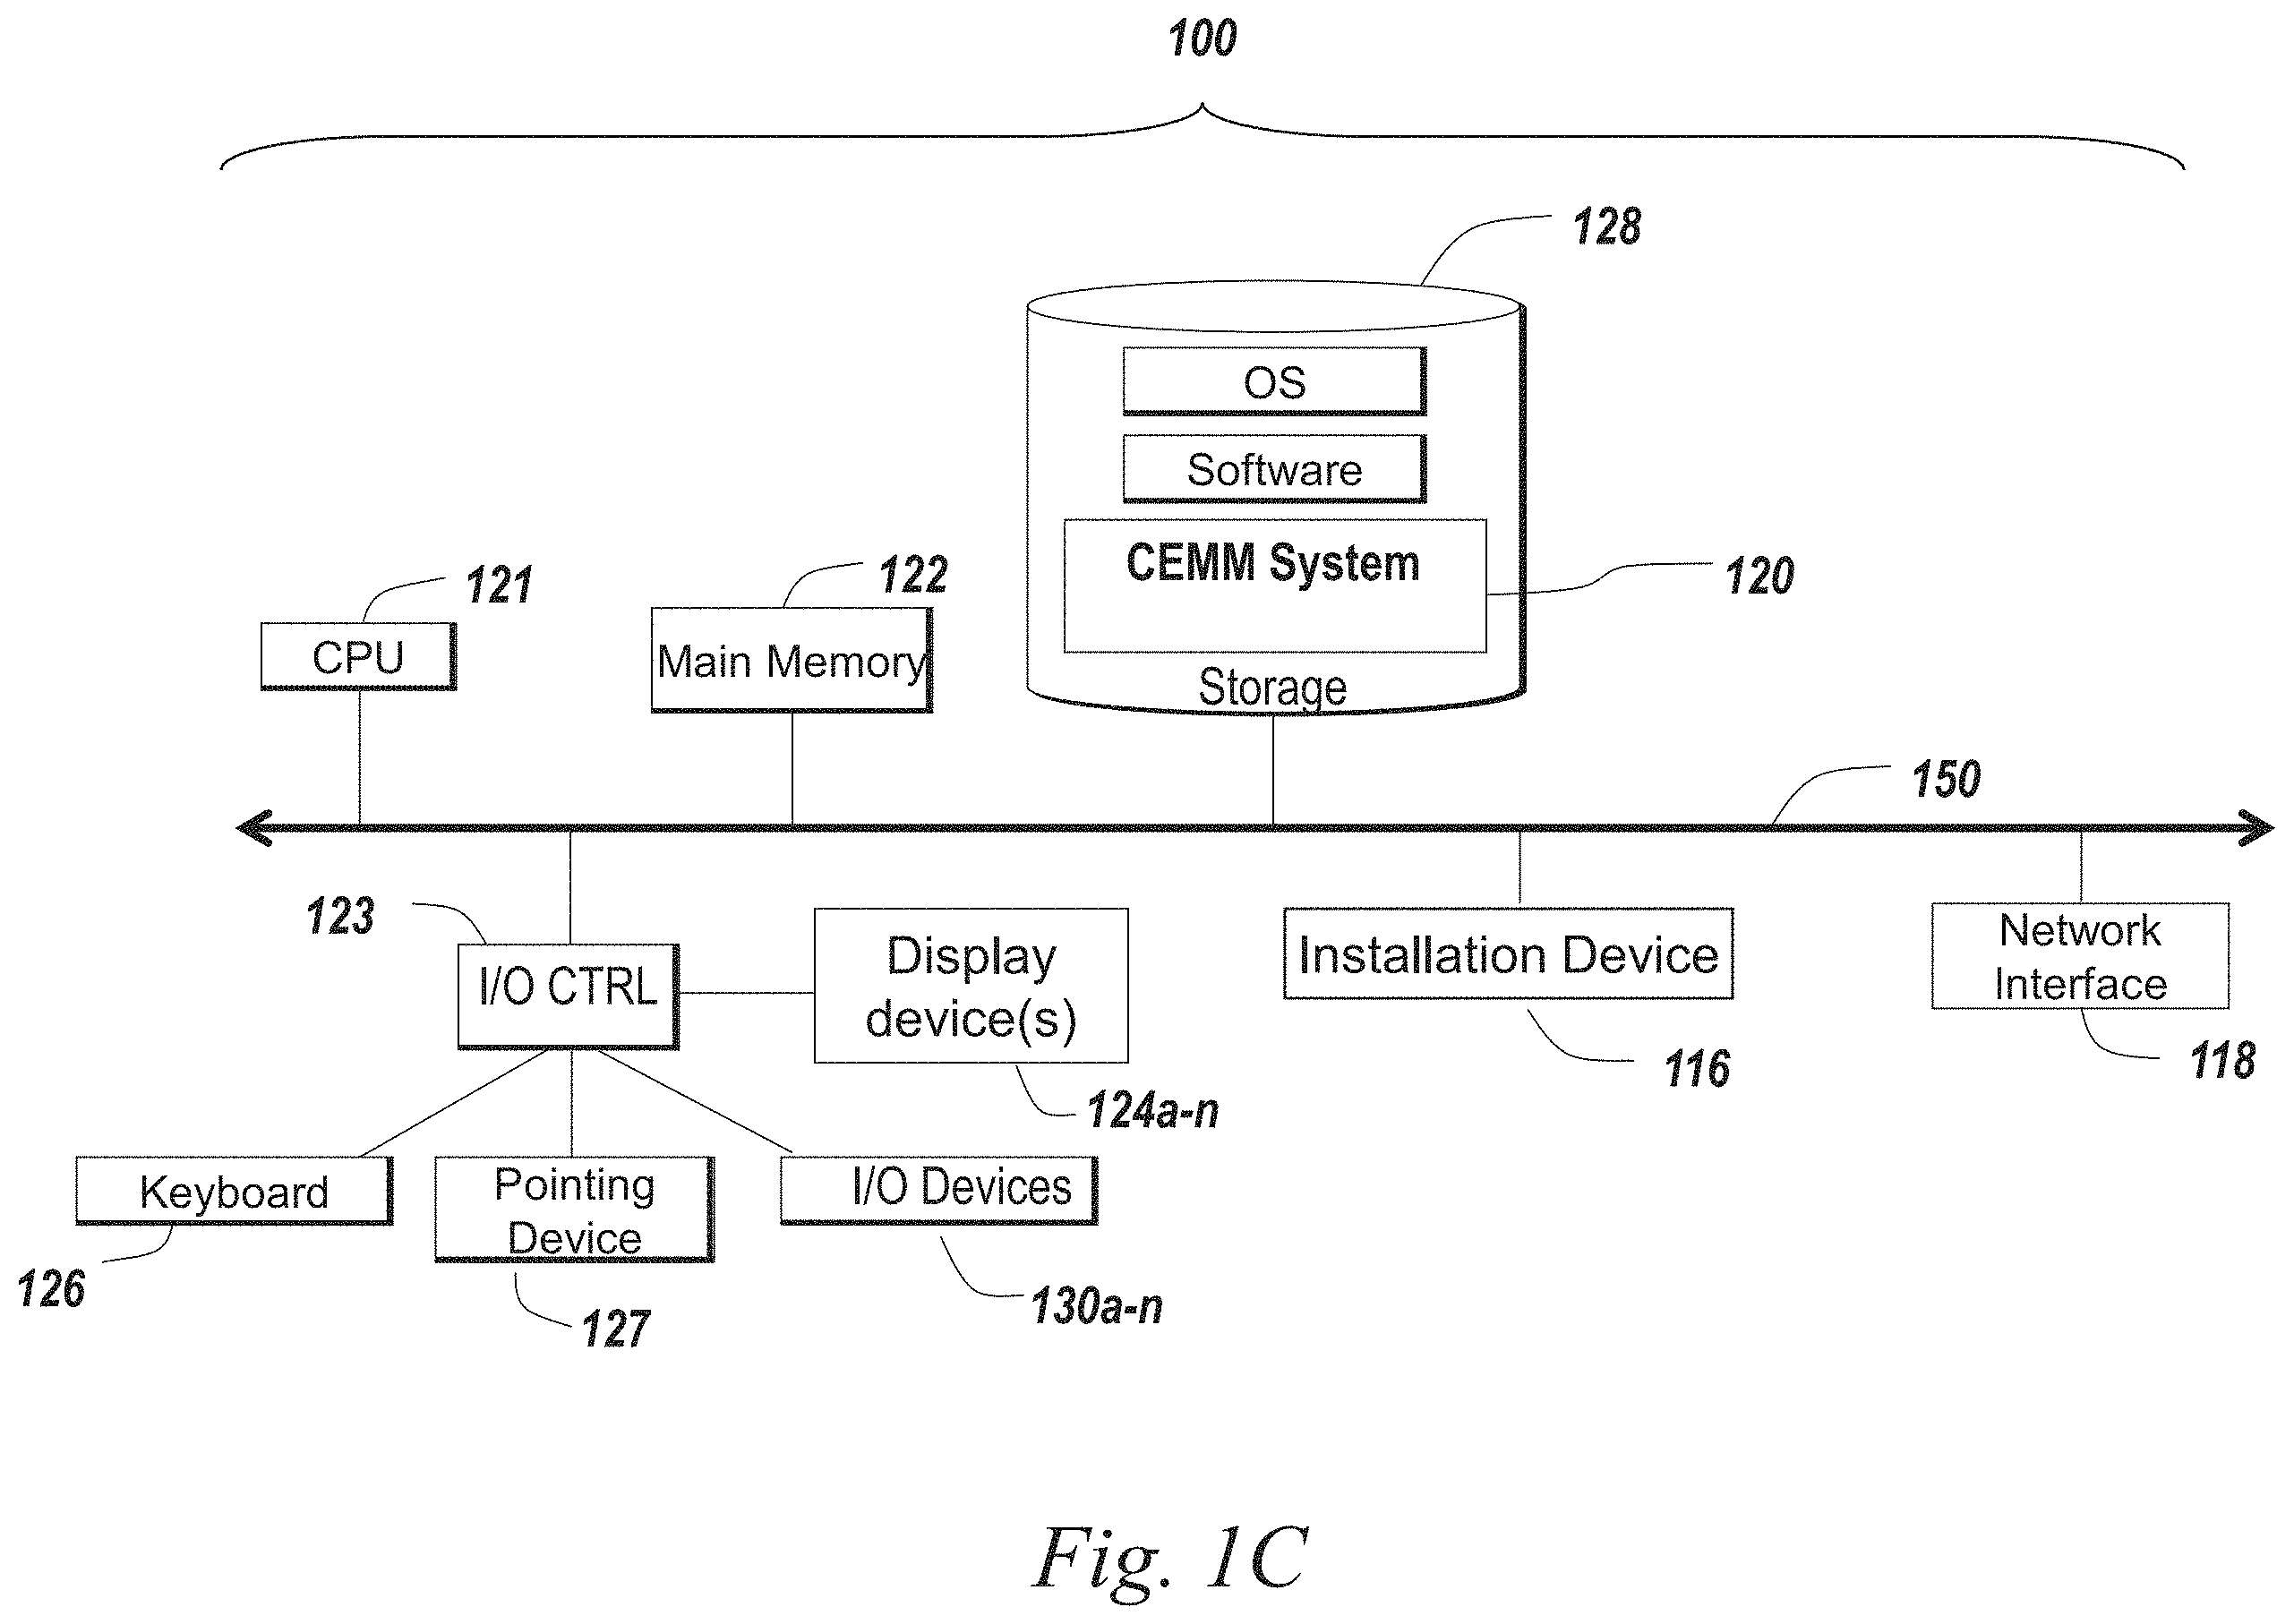 100
128
OS
Software
CEMM System
120
Storage
121
CPU
122
Main Memory
150
123
I/O CTRL
Display
device(s)
124a-n
Installation Device
116
Network
Interface
118
Keyboard
126
Pointing
Device
127
I/O Devices
130a-n
Fig. 1C